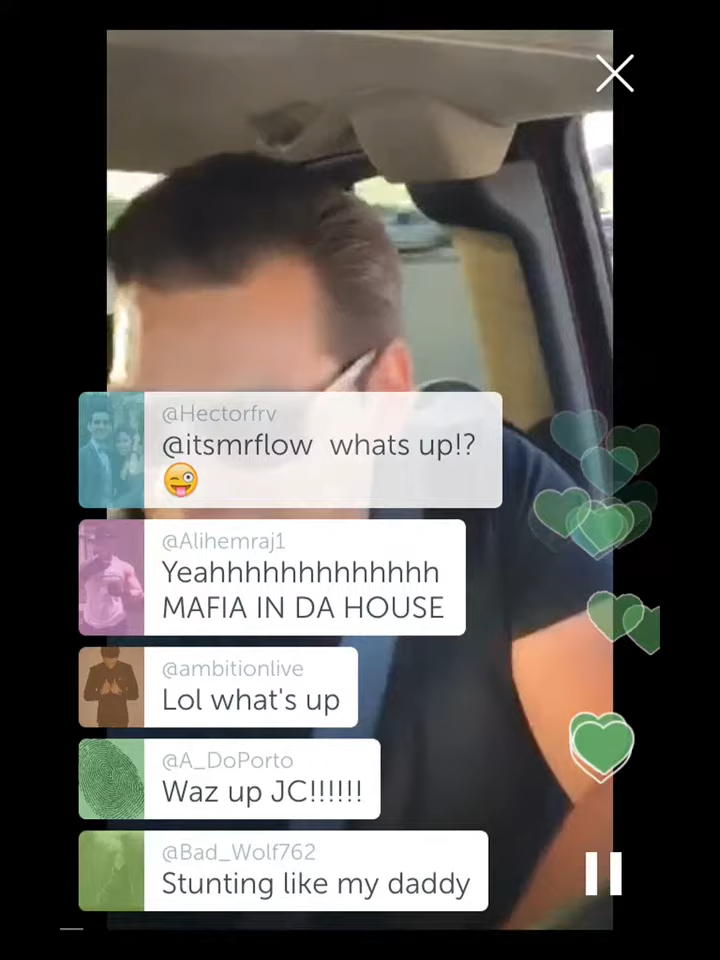 @Hectorfrv
@itsmrflow whats up!?
😜
@Alihemraj1
Yeahhhhhhhhhhhhhh
MAFIA IN DA HOUSE
@ambitionlive
Lol what's up
@A_DoPorto
Waz up JC!!!!!!
@Bad_Wolf762
Stunting like my daddy